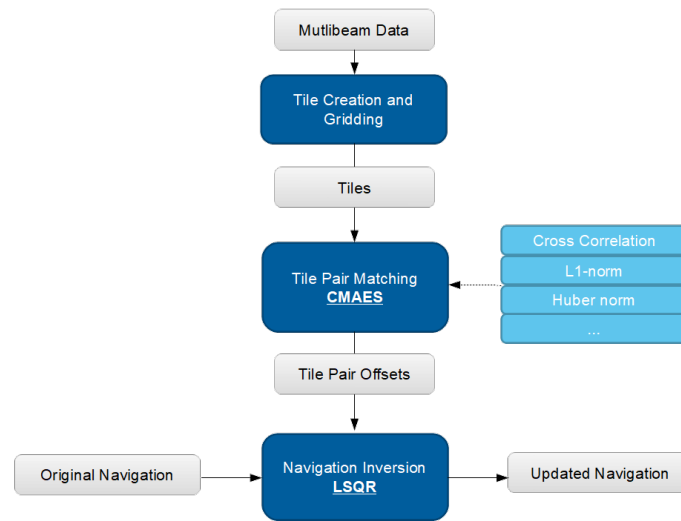 Mutlibeam Data
Tile Creation and
Gridding
Tiles
Cross Correlation
Tile Pair Matching
CMAES
L1-norm
Huber norm
...
Tile Pair Offsets
Original Navigation
Navigation Inversion
LSQR
Updated Navigation